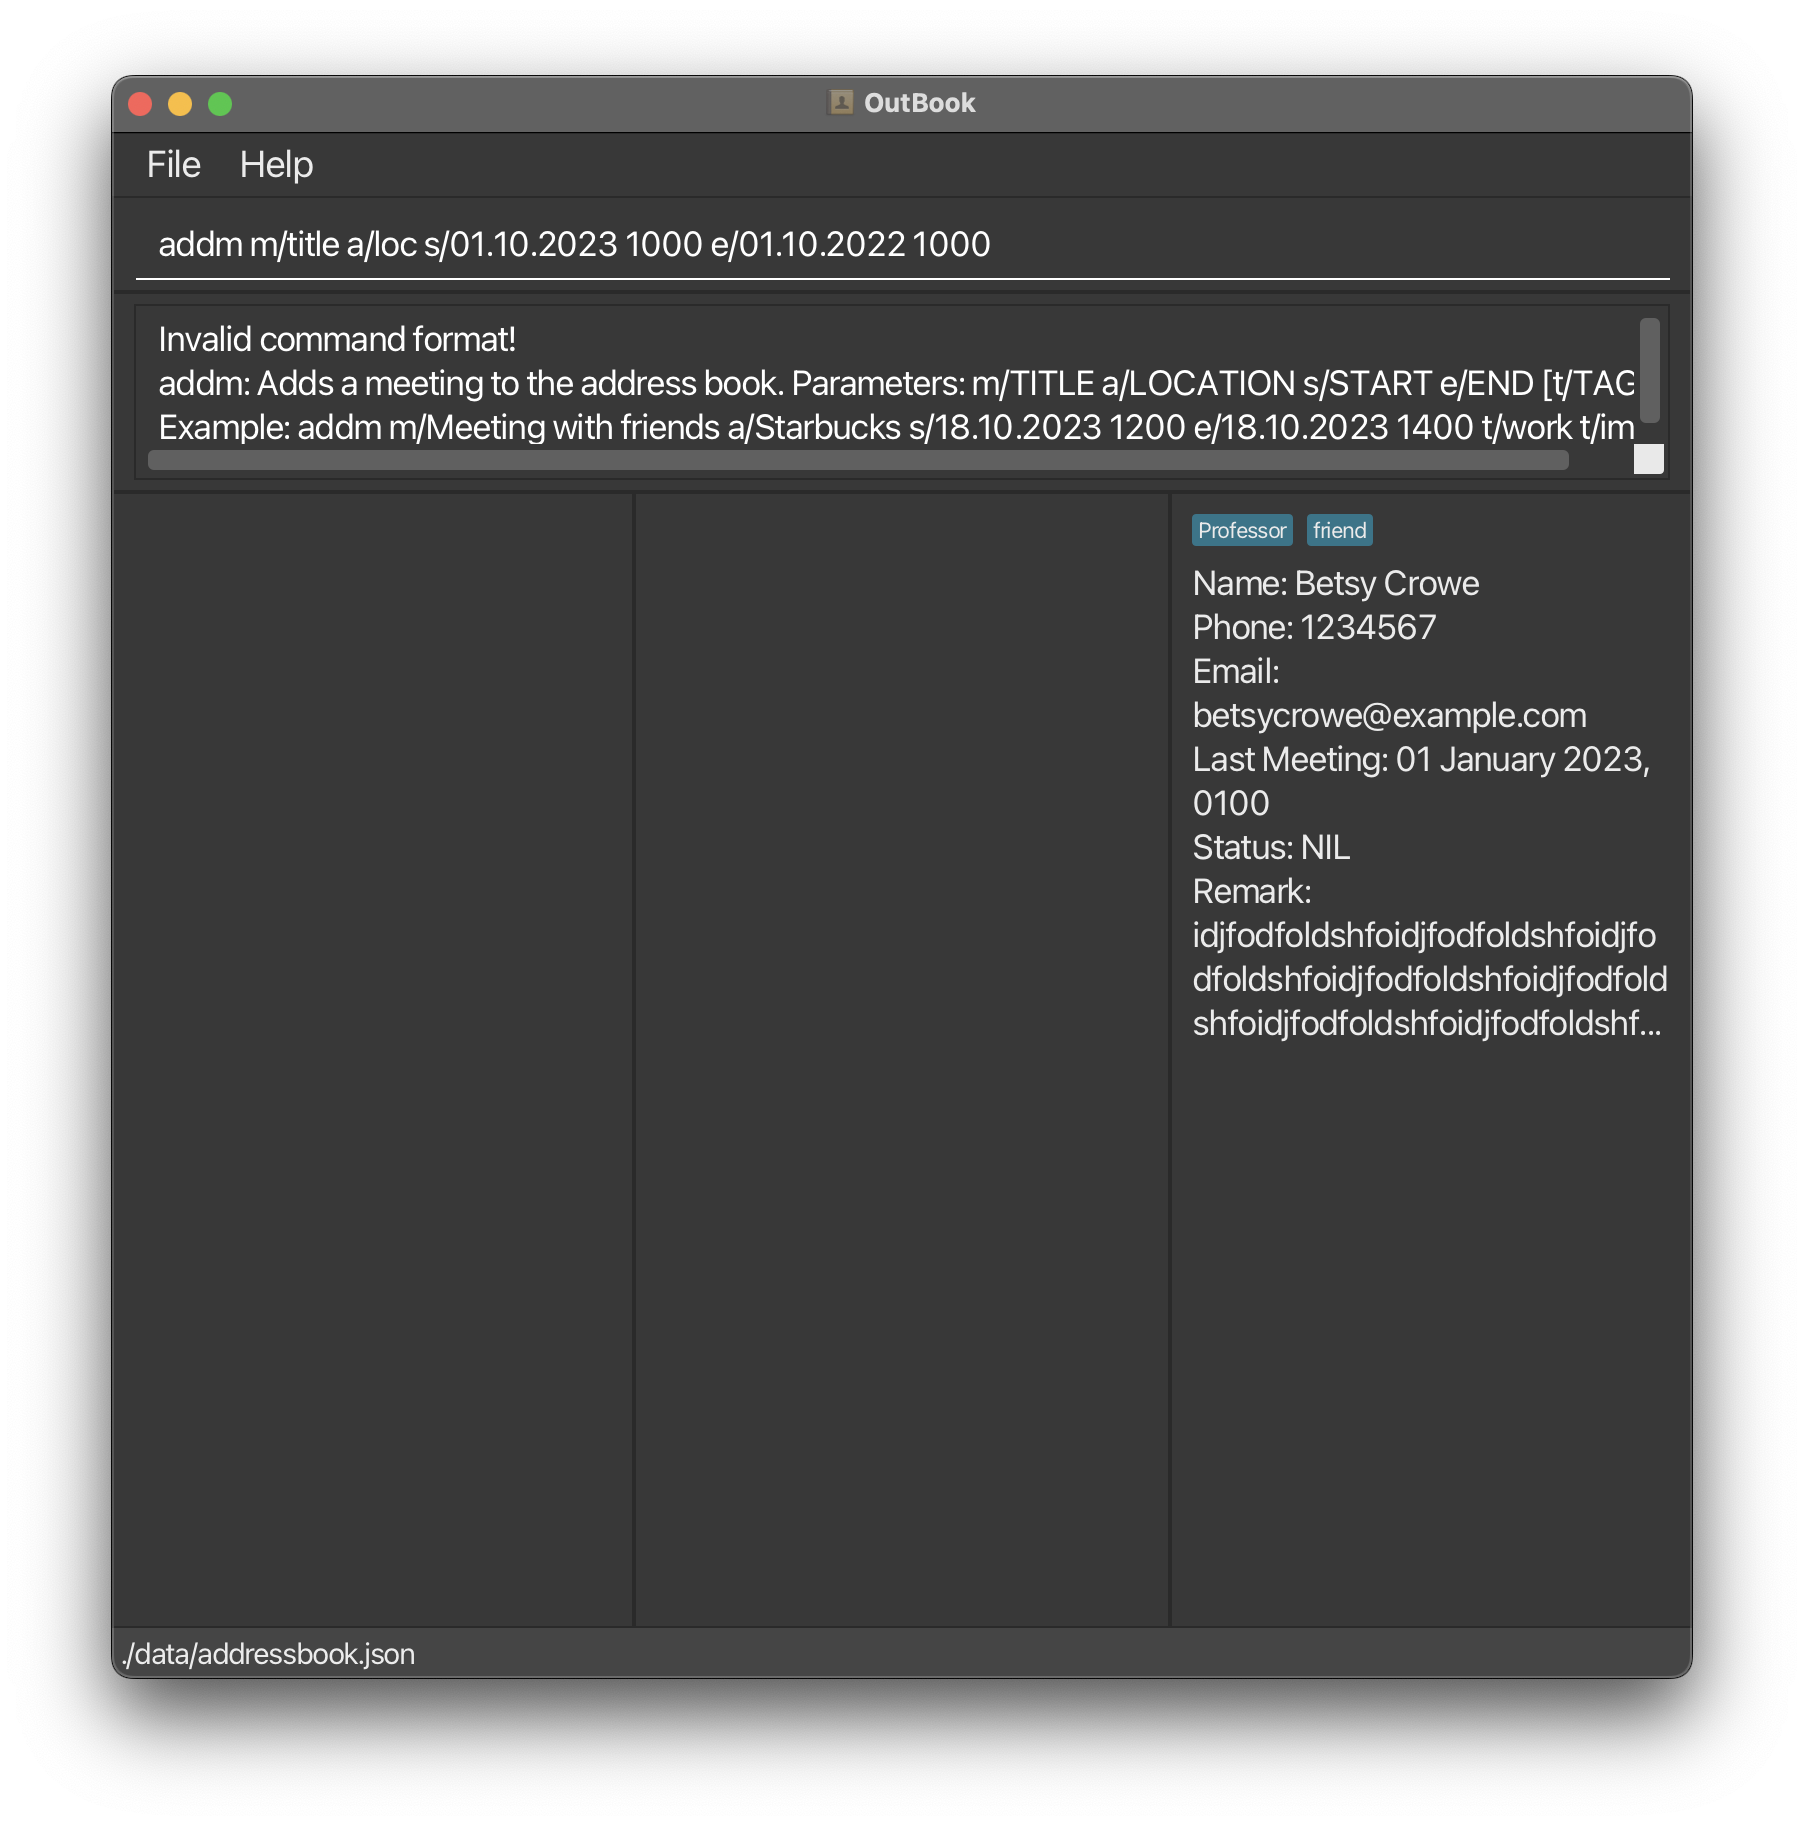 OutBook
File Help
addm m/title a/loc s/01.10.2023 1000 e/01.10.2022 1000
Invalid command format!
addm: Adds a meeting to the address book. Parameters: m/TITLE a/LOCATION s/START e/END [t/TAG
Example: addm m/Meeting with friends a/Starbucks s/18.10.2023 1200 e/18.10.2023 1400 t/work t/im
Professor friend
Name: Betsy Crowe
Phone: 1234567
Email:
betsycrowe@example.com
Last Meeting: 01 January 2023,
0100
Status: NIL
Remark:
idjfodfoldshfoidjfodfoldshfoidjfo
dfoldshfoidjfodfoldshfoidjfodfold
shfoidjfodfoldshfoidjfodfoldshf...
./data/addressbook.json